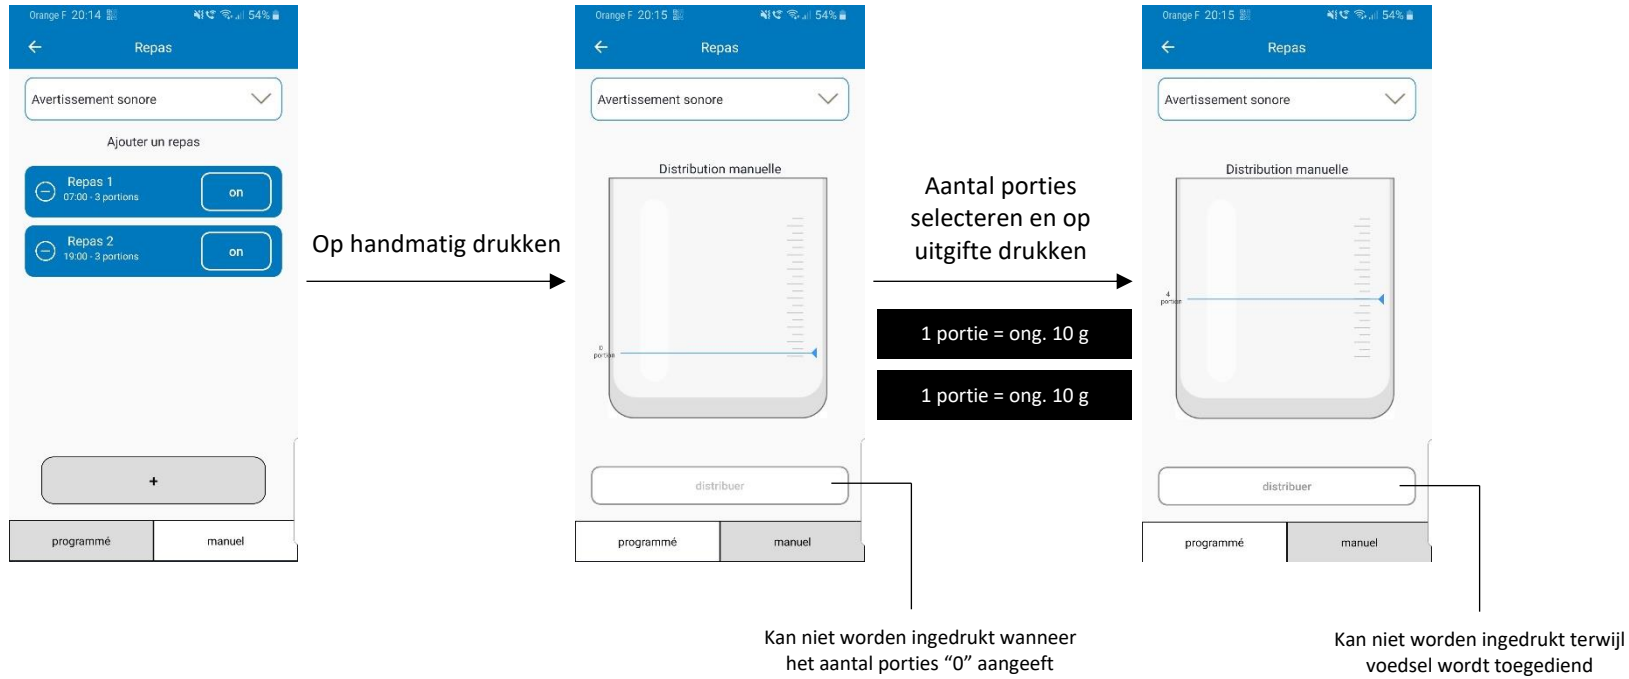 Orange F 20:14 54%
Repas
Avertissement sonore
Ajouter un repas
Repas 1
07:00 - 3 portions
on
Repas 2
19:00 - 3 portions
on
+
programmé manuel
Op handmatig drukken
Orange F 20:15 54%
Repas
Avertissement sonore
Distribution manuelle
0
portion
distribuer
programmé manuel
Kan niet worden ingedrukt wanneer
het aantal porties “0” aangeeft
Aantal porties
selecteren en op
uitgifte drukken
1 portie = ong. 10 g
1 portie = ong. 10 g
Orange F 20:15 54%
Repas
Avertissement sonore
Distribution manuelle
4
portion
distribuer
programmé manuel
Kan niet worden ingedrukt terwijl
voedsel wordt toegediend